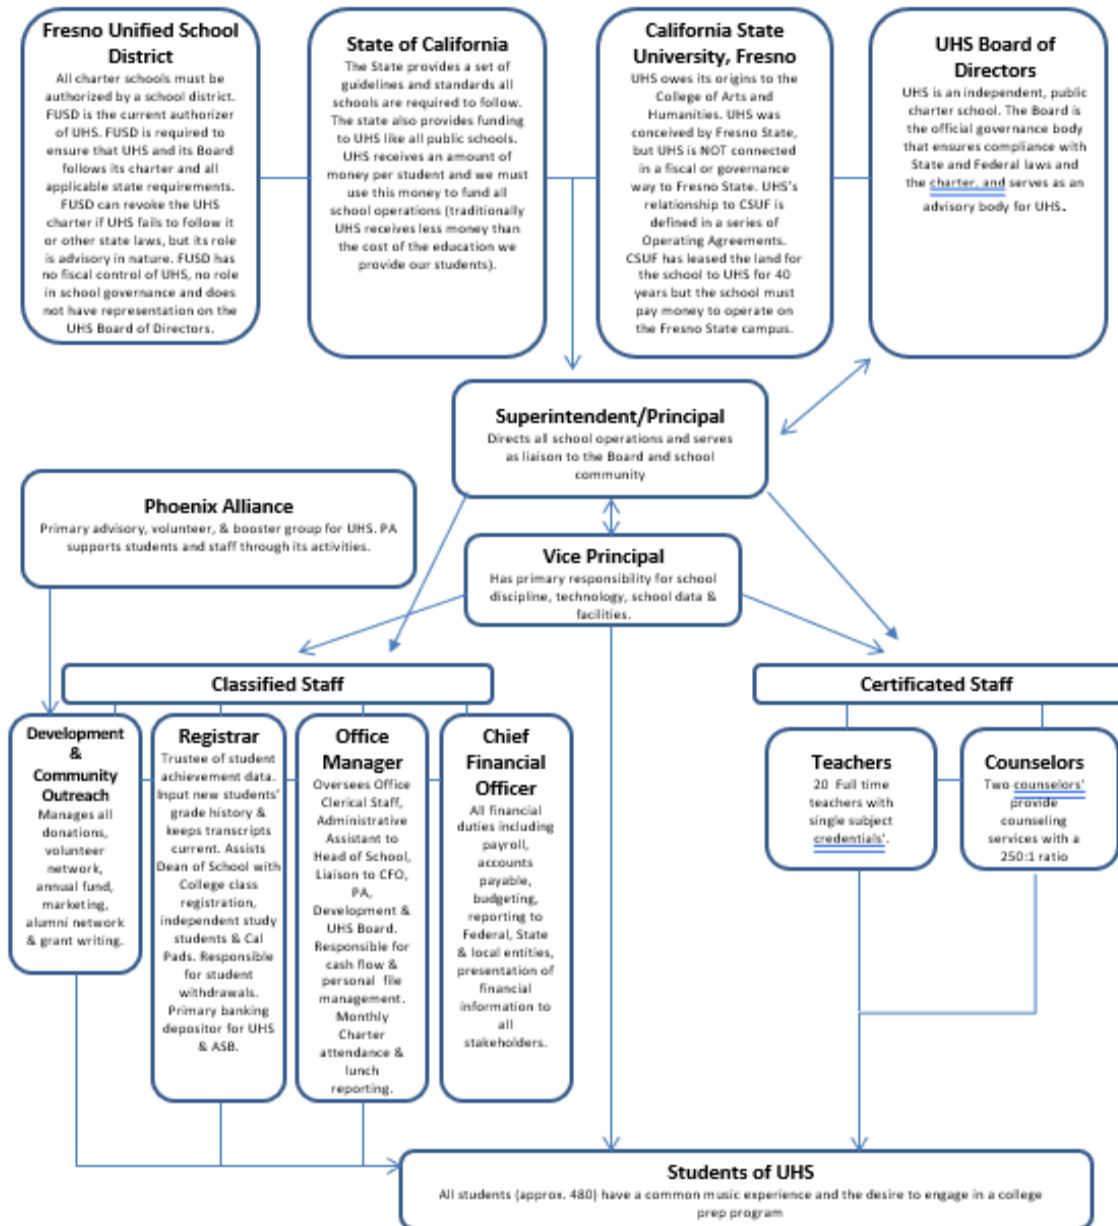 Fresno Unified School
District
All charter schools must be
authorized by a school district.
FUSD is the current authorizer
of UHS. FUSD is required to
ensure that UHS and its Board
follows its charter and all
applicable state requirements.
FUSD can revoke the UHS
charter if UHS fails to follow it
or other state laws, but its role
is advisory in nature. FUSD has
no fiscal control of UHS, no role
in school governance and does
not have representation on the
UHS Board of Directors.
State of California
The State provides a set of
guidelines and standards all
schools are required to follow.
The state also provides funding
to UHS like all public schools.
UHS receives an amount of
money per student and we must
use this money to fund all
school operations (traditionally
UHS receives less money than
the cost of the education we
provide our students).
California State
University, Fresno
UHS owes its origins to the
College of Arts and
Humanities. UHS was
conceived by Fresno State,
but UHS is NOT connected
in a fiscal or governance
way to Fresno State. UHS's
relationship to CSUF is
defined in a series of
Operating Agreements.
CSUF has leased the land for
the school to UHS for 40
years but the school must
pay money to operate on
the Fresno State campus.
UHS Board of
Directors
UHS is an independent, public
charter school. The Board is
the official governance body
that ensures compliance with
State and Federal laws and
the charter, and serves as an
advisory body for UHS.
Superintendent/Principal
Directs all school operations and serves
as liaison to the Board and school
community
Phoenix Alliance
Primary advisory, volunteer, & booster group for UHS. PA
supports students and staff through its activities.
Vice Principal
Has primary responsibility for school
discipline, technology, school data &
facilities.
Classified Staff
Certificated Staff
Development
&
Community
Outreach
Manages all
donations,
volunteer
network,
annual fund,
marketing,
alumni network
& grant writing.
Registrar
Trustee of student
achievement data.
Input new students'
grade history &
keeps transcripts
current. Assists
Dean of School with
College class
registration,
independent study
students & Cal
Pads. Responsible
for student
withdrawals.
Primary banking
depositor for UHS
& ASB.
Office
Manager
Oversees Office
Clerical Staff,
Administrative
Assistant to
Head of School,
Liaison to CFO,
PA,
Development &
UHS Board.
Responsible for
cash flow &
personal file
management.
Monthly
Charter
attendance &
lunch
reporting.
Chief
Financial
Officer
All financial
duties including
payroll,
accounts
payable,
budgeting,
reporting to
Federal, State
& local entities,
presentation of
financial
information to
all
stakeholders.
Teachers
20 Full time
teachers with
single subject
credentials'.
Counselors
Two counselors'
provide
counseling
services with a
250:1 ratio
Students of UHS
All students (approx. 480) have a common music experience and the desire to engage in a college
prep program